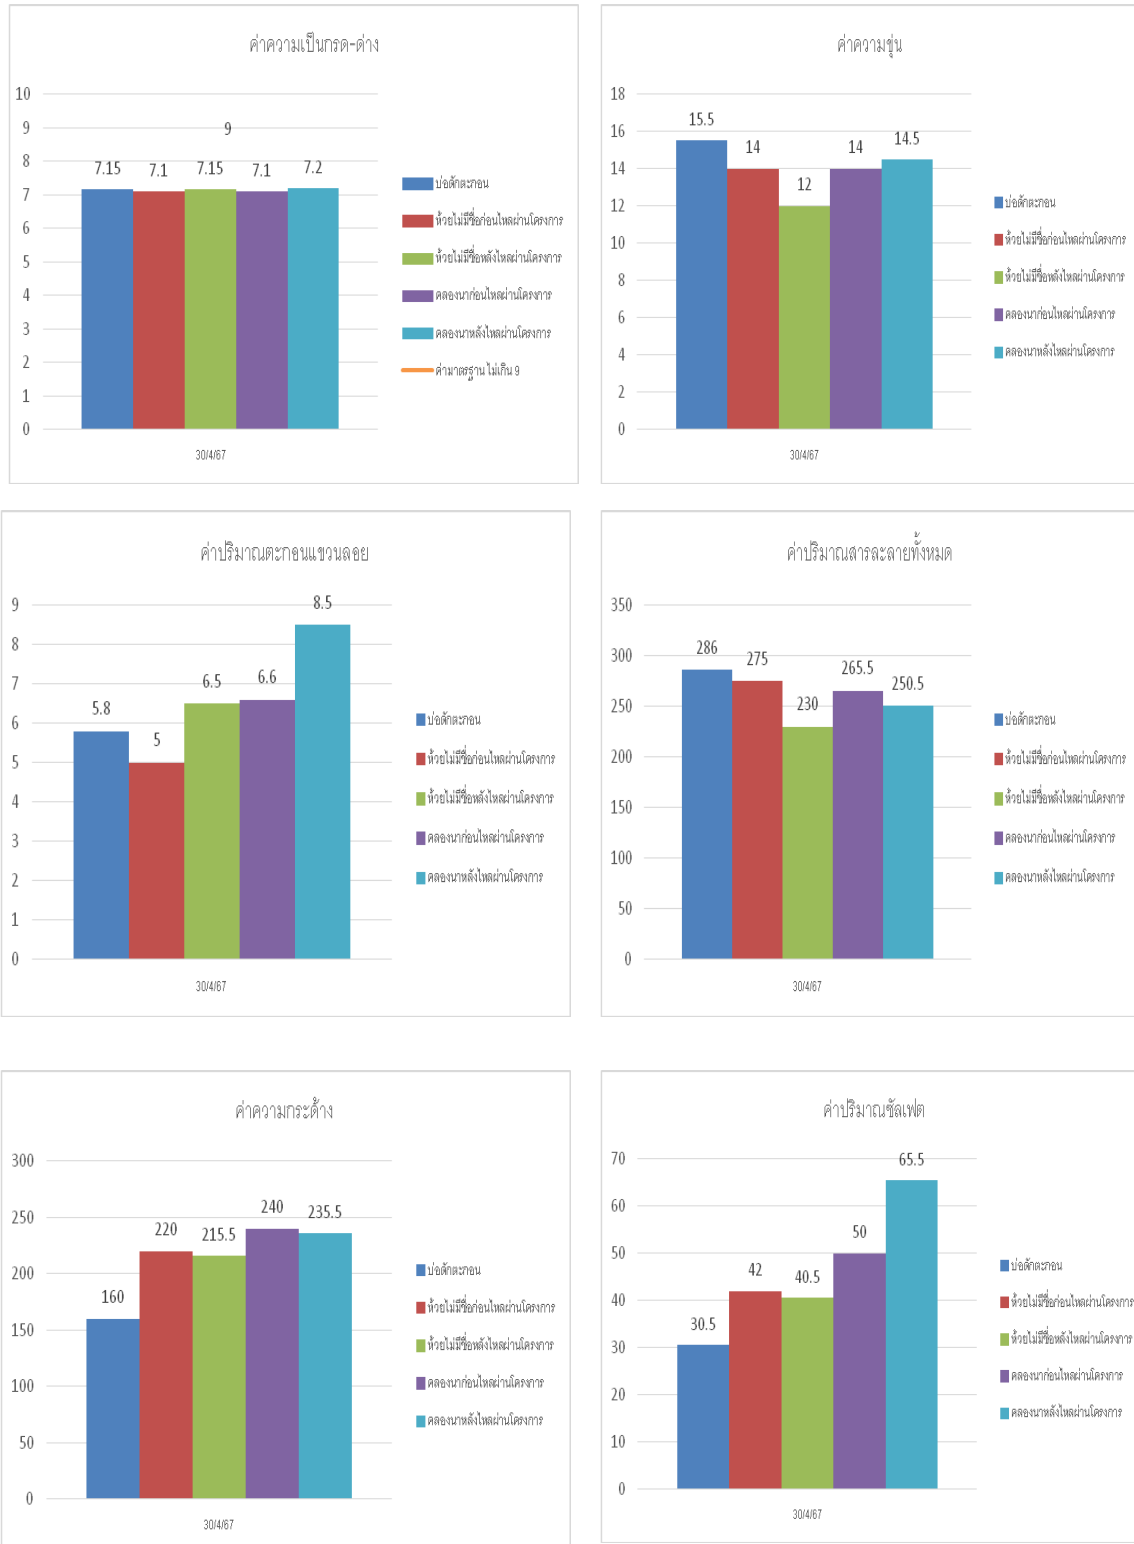 ค่าความเป็นกรด-ด่าง
10
9
8
7
6
5
4
3
2
1
0
9
7.15
7.1
7.15
7.1
7.2
30/4/67
บ่อดักตะกอน
ห้วยไม่มีชื่อก่อนไหลผ่านโครงการ
ห้วยไม่มีชื่อหลังไหลผ่านโครงการ
คลองนาก่อนไหลผ่านโครงการ
คลองนาหลังไหลผ่านโครงการ
ค่ามาตรฐาน ไม่เกิน 9
ค่าความขุ่น
18
16
14
12
10
8
6
4
2
0
15.5
14
12
14
14.5
30/4/67
บ่อดักตะกอน
ห้วยไม่มีชื่อก่อนไหลผ่านโครงการ
ห้วยไม่มีชื่อหลังไหลผ่านโครงการ
คลองนาก่อนไหลผ่านโครงการ
คลองนาหลังไหลผ่านโครงการ
ค่าปริมาณตะกอนแขวนลอย
9
8
7
6
5
4
3
2
1
0
5.8
5
6.5
6.6
8.5
30/4/67
บ่อดักตะกอน
ห้วยไม่มีชื่อก่อนไหลผ่านโครงการ
ห้วยไม่มีชื่อหลังไหลผ่านโครงการ
คลองนาก่อนไหลผ่านโครงการ
คลองนาหลังไหลผ่านโครงการ
ค่าปริมาณสารละลายทั้งหมด
350
300
250
200
150
100
50
0
286
275
230
265.5
250.5
30/4/67
บ่อดักตะกอน
ห้วยไม่มีชื่อก่อนไหลผ่านโครงการ
ห้วยไม่มีชื่อหลังไหลผ่านโครงการ
คลองนาก่อนไหลผ่านโครงการ
คลองนาหลังไหลผ่านโครงการ
ค่าความกระด้าง
300
250
200
150
100
50
0
160
220
215.5
240
235.5
30/4/67
บ่อดักตะกอน
ห้วยไม่มีชื่อก่อนไหลผ่านโครงการ
ห้วยไม่มีชื่อหลังไหลผ่านโครงการ
คลองนาก่อนไหลผ่านโครงการ
คลองนาหลังไหลผ่านโครงการ
ค่าปริมาณซัลเฟต
70
60
50
40
30
20
10
0
30.5
42
40.5
50
65.5
30/4/67
บ่อดักตะกอน
ห้วยไม่มีชื่อก่อนไหลผ่านโครงการ
ห้วยไม่มีชื่อหลังไหลผ่านโครงการ
คลองนาก่อนไหลผ่านโครงการ
คลองนาหลังไหลผ่านโครงการ